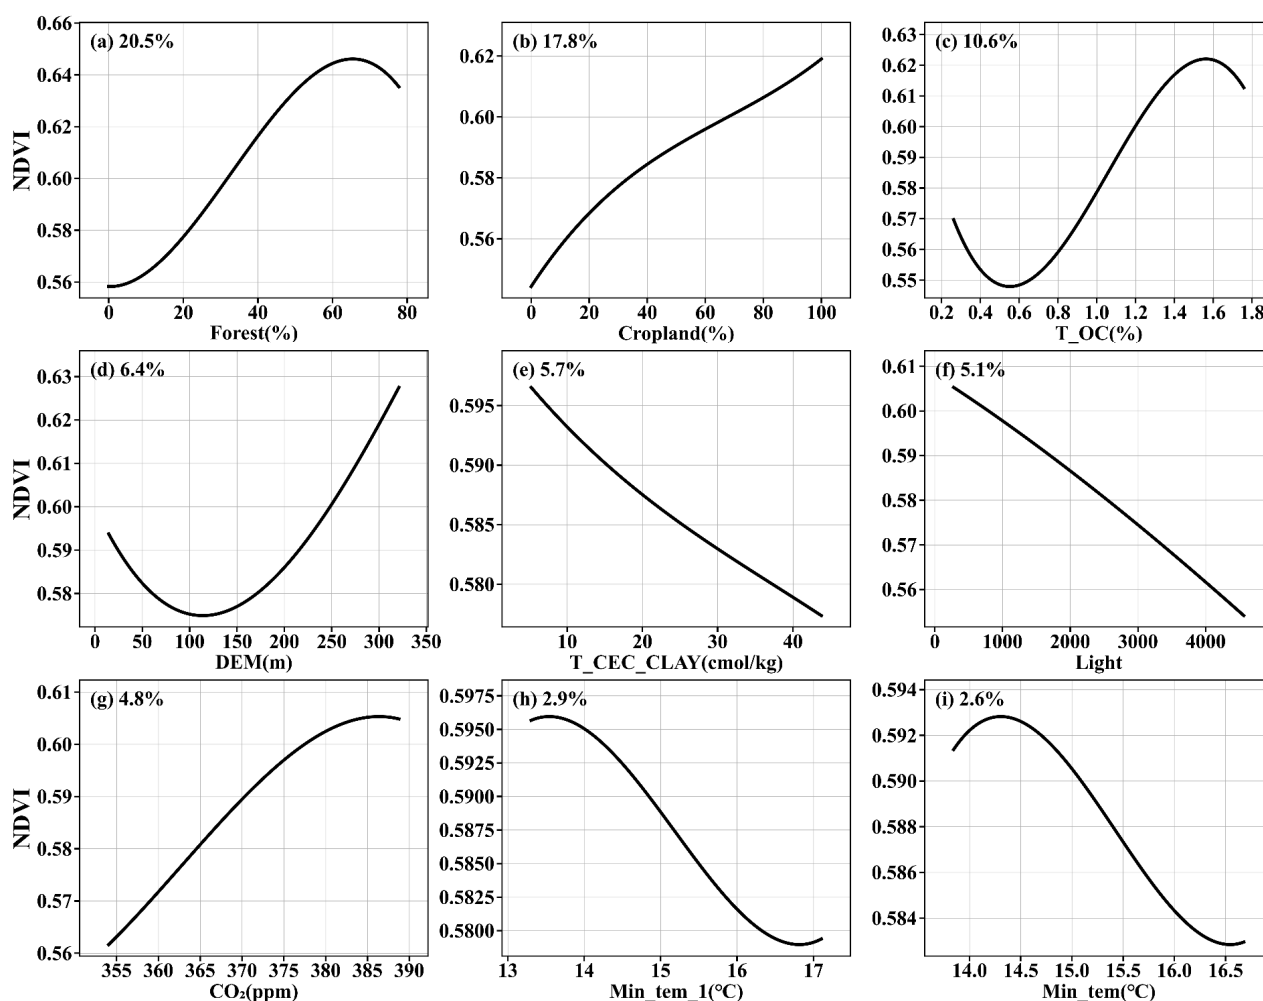 (a) 20.5%
NDVI
0.66
0.64
0.62
0.60
0.58
0.56
0 20 40 60 80
Forest(%)
(b) 17.8%
0.62
0.60
0.58
0.56
0 20 40 60 80 100
Cropland(%)
(c) 10.6%
0.63
0.62
0.61
0.60
0.59
0.58
0.57
0.56
0.55
0.2 0.4 0.6 0.8 1.0 1.2 1.4 1.6 1.8
T_OC(%)
(d) 6.4%
NDVI
0.63
0.62
0.61
0.60
0.59
0.58
0 50 100 150 200 250 300 350
DEM(m)
(e) 5.7%
0.595
0.590
0.585
0.580
10 20 30 40
T_CEC_CLAY(cmol/kg)
(f) 5.1%
0.61
0.60
0.59
0.58
0.57
0.56
0 1000 2000 3000 4000
Light
(g) 4.8%
NDVI
0.61
0.60
0.59
0.58
0.57
0.56
355 360 365 370 375 380 385 390
CO₂(ppm)
(h) 2.9%
0.5975
0.5950
0.5925
0.5900
0.5875
0.5850
0.5825
0.5800
13 14 15 16 17
Min_tem_1(℃)
(i) 2.6%
0.594
0.592
0.590
0.588
0.586
0.584
14.0 14.5 15.0 15.5 16.0 16.5
Min_tem(℃)